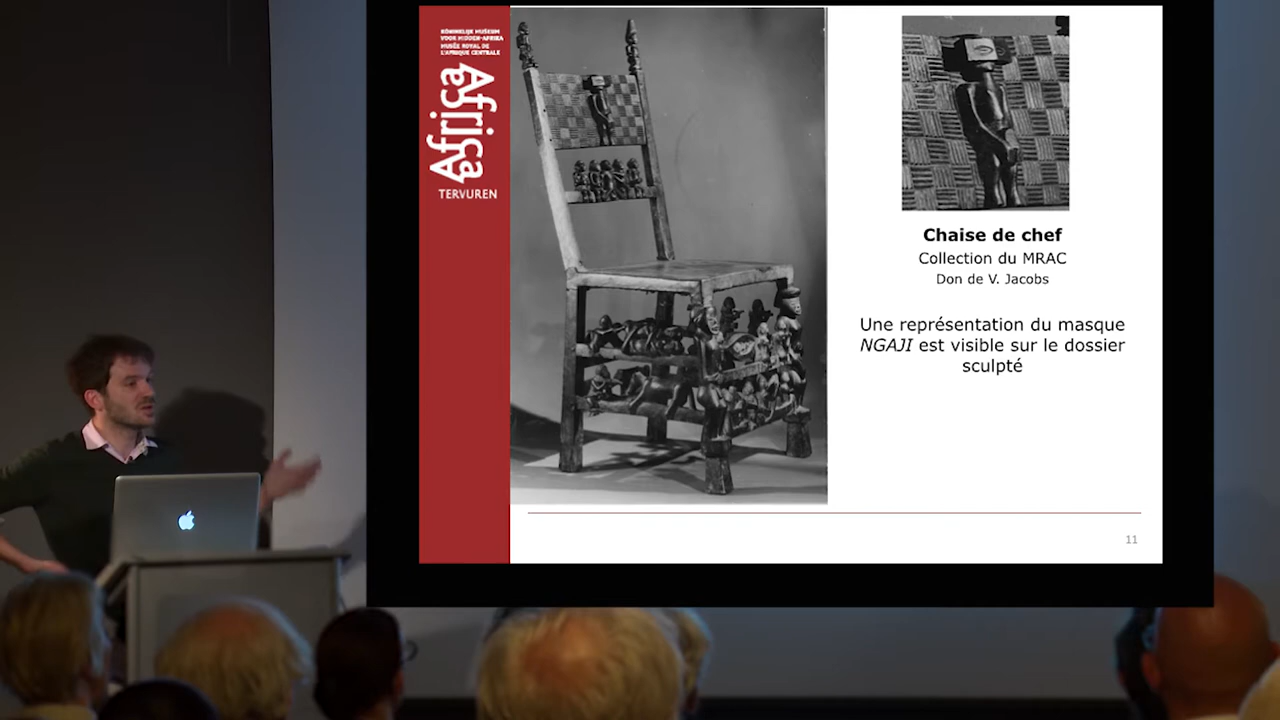 KONINKLIJK MUSEUM
VOOR MIDDEN-AFRIKA
MUSÉE ROYAL DE
L'AFRIQUE CENTRALE
Africa
Africa
TERVUREN
Chaise de chef
Collection du MRAC
Don de V. Jacobs
Une représentation du masque
NGAJI est visible sur le dossier
sculpté
11